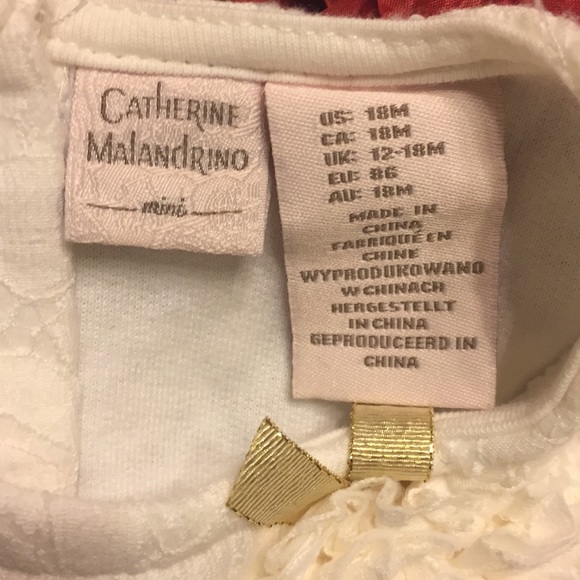 Catherine
Malandrino
mini
US: 18M
CA: 18M
UK: 12-18M
EU: 86
AU: 18M
MADE IN
CHINA
FABRIQUÉ EN
CHINE
WYPRODUKOWANO
W CHINACH
HERGESTELLT
IN CHINA
GEPRODUCEERD IN
CHINA